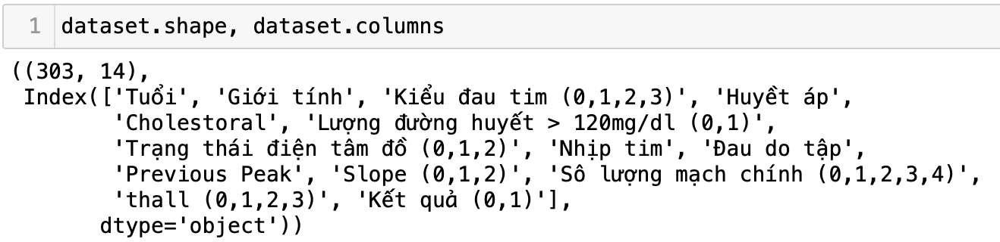 1 dataset.shape, dataset.columns
((303, 14),
Index(['Tuổi', 'Giới tính', 'Kiểu đau tim (0,1,2,3)', 'Huyềt áp',
'Cholestoral', 'Lượng đường huyết > 120mg/dl (0,1)',
'Trạng thái điện tâm đồ (0,1,2)', 'Nhịp tim', 'Đau do tập',
'Previous Peak', 'Slope (0,1,2)', 'Sô lượng mạch chính (0,1,2,3,4)',
'thall (0,1,2,3)', 'Kết quả (0,1)'],
dtype='object'))